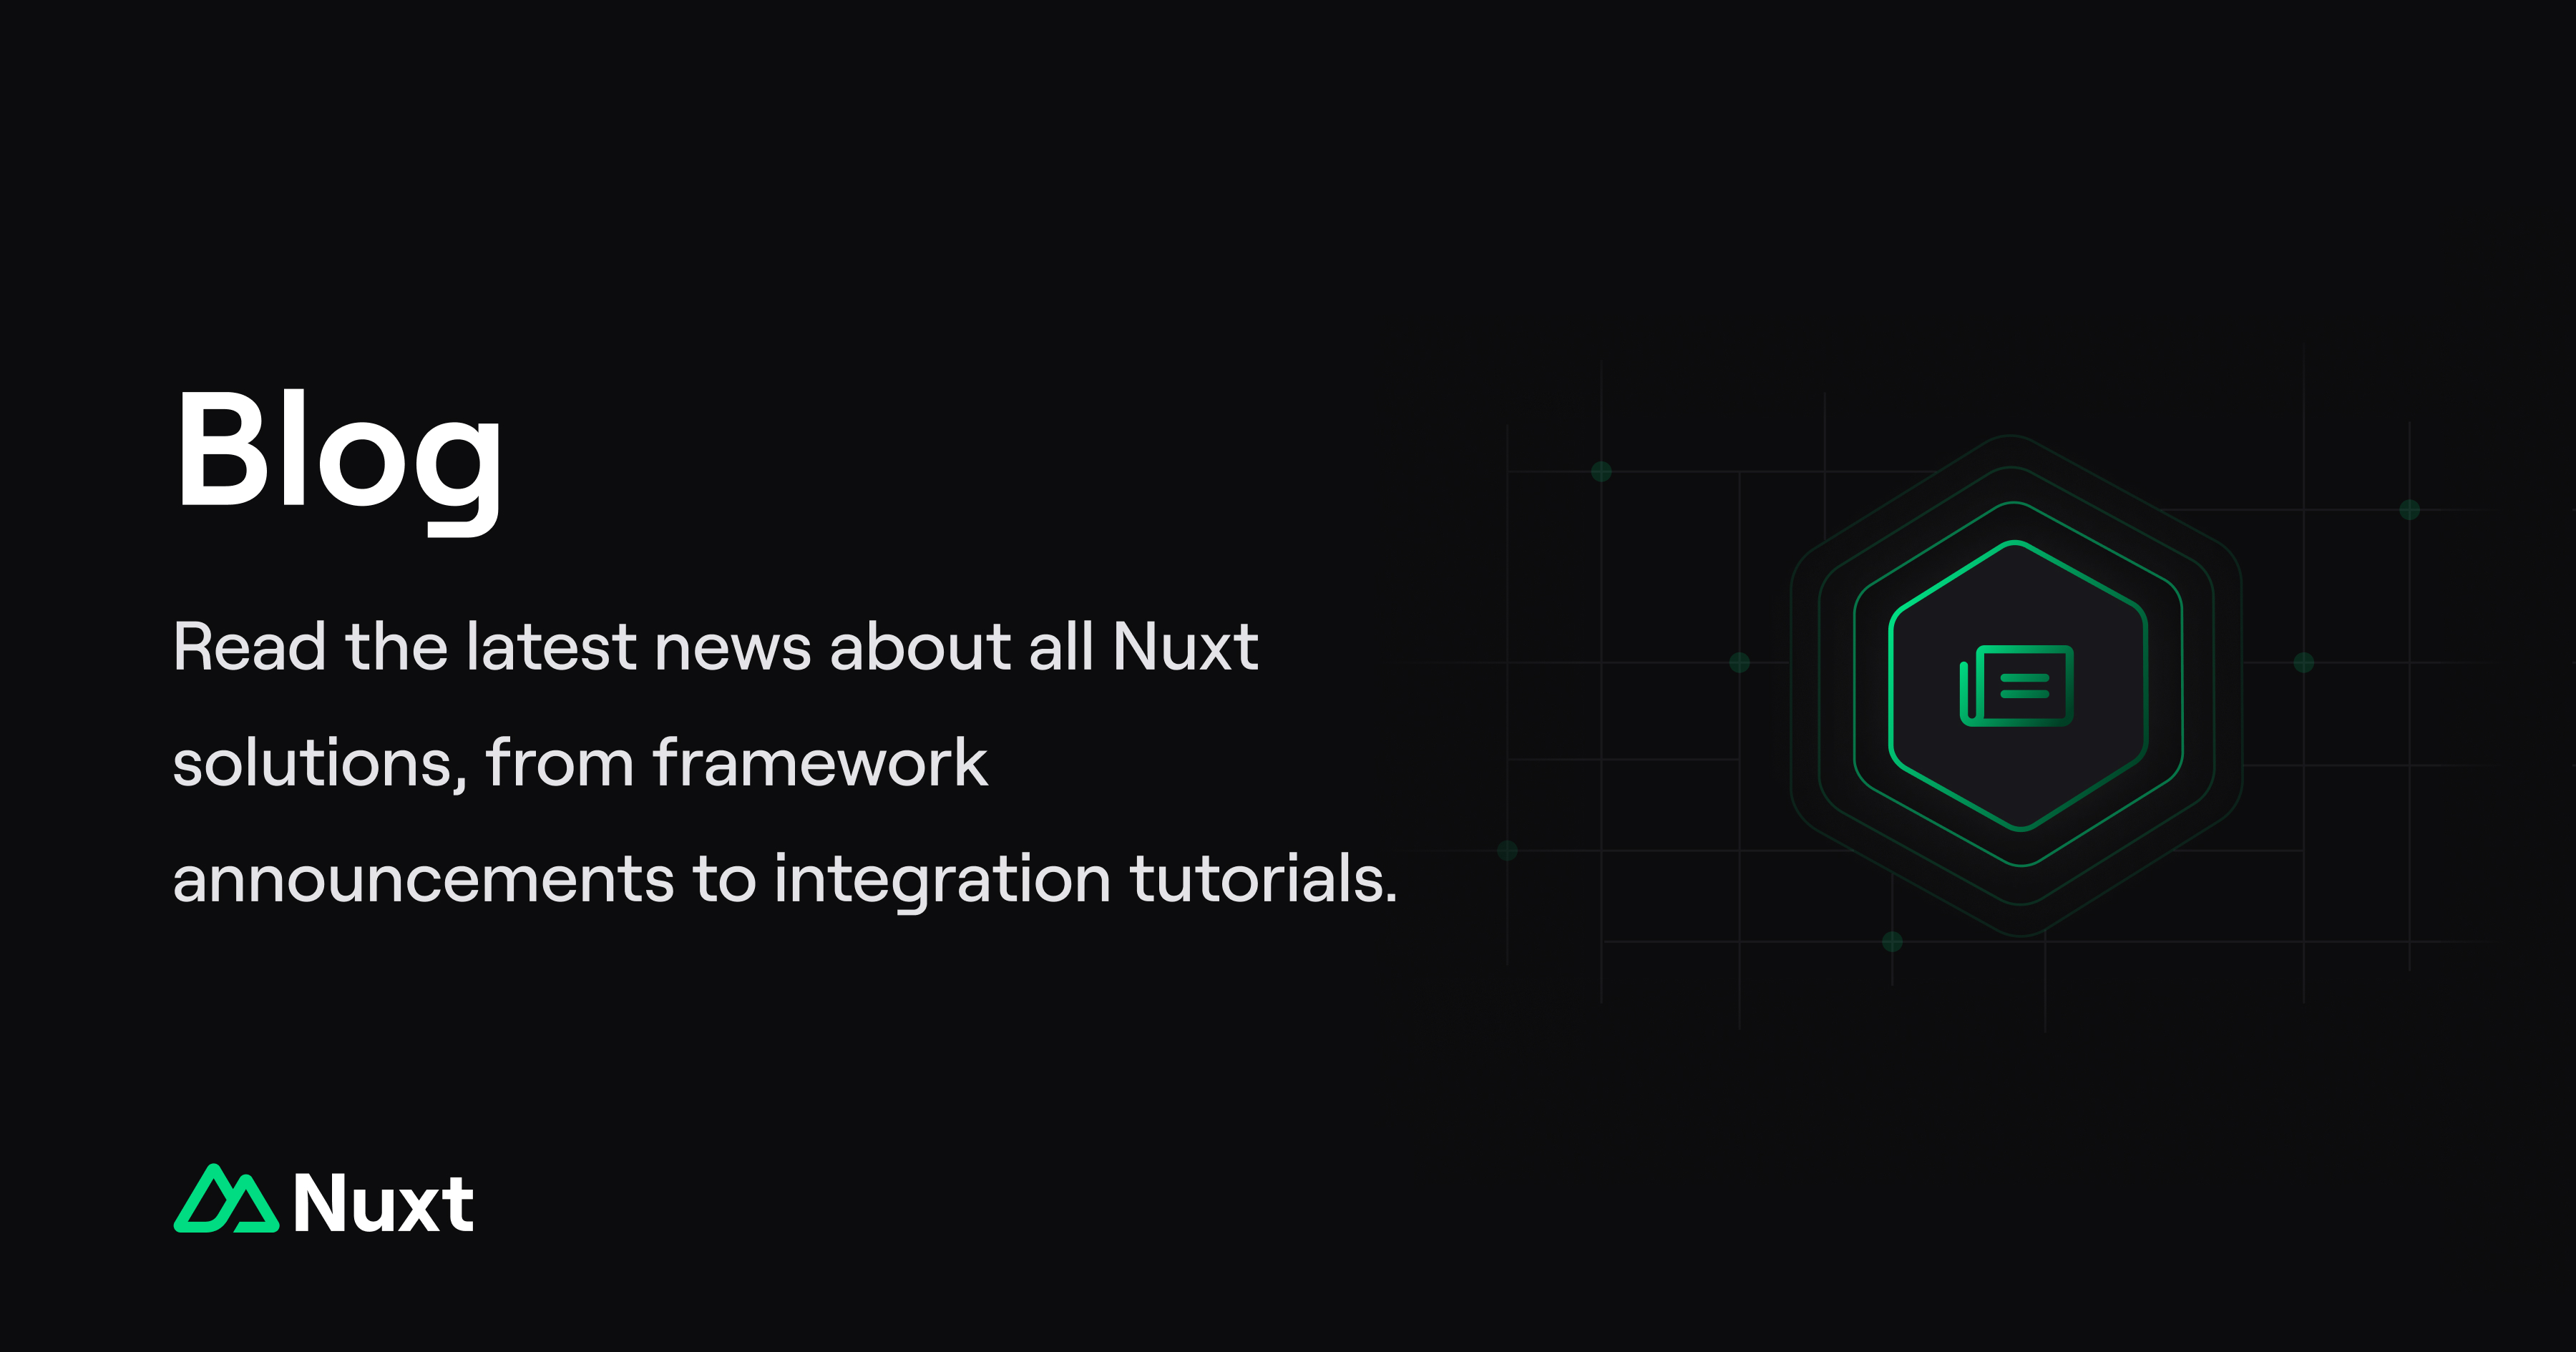 Blog
Read the latest news about all Nuxt
solutions, from framework
announcements to integration tutorials.
Nuxt